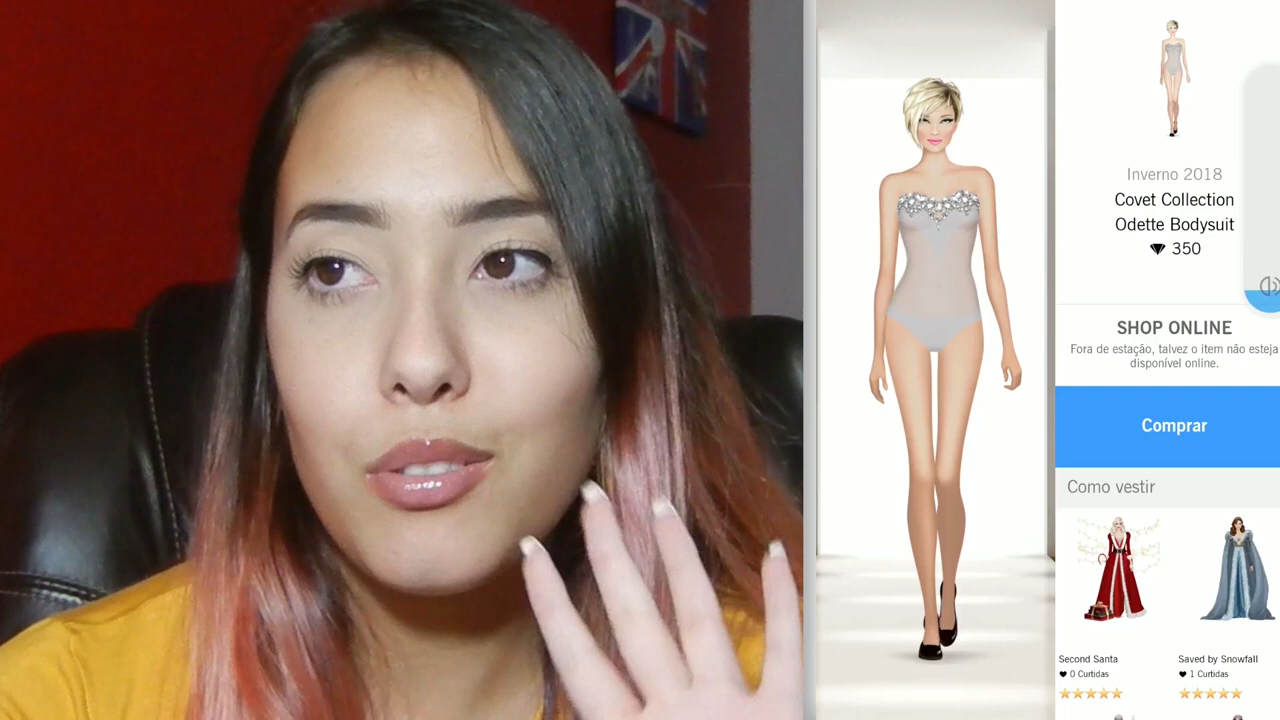 Inverno 2018
Covet Collection
Odette Bodysuit
350
SHOP ONLINE
Fora de estação, talvez o item não esteja
disponível online.
Comprar
Como vestir
Second Santa
0 Curtidas
Saved by Snowfall
1 Curtidas